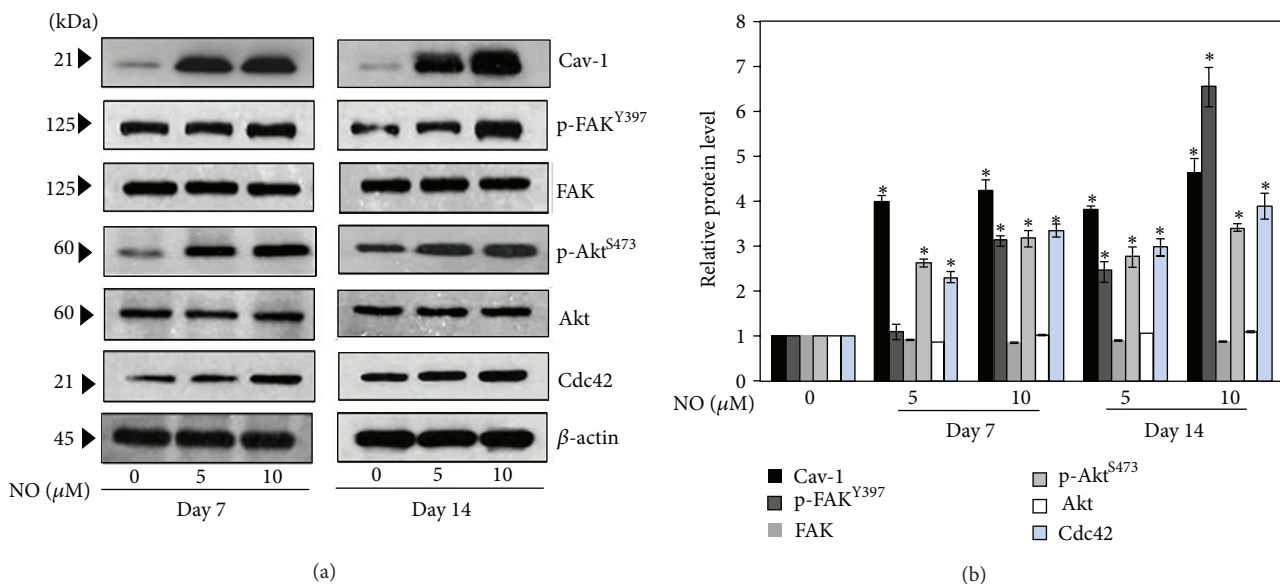 (kDa)
21 Cav-1
125 p-FAK^Y397
125 FAK
60 p-Akt^S473
60 Akt
21 Cdc42
45 β-actin
0 5 10 0 5 10
NO (μM)
Day 7 Day 14
(a)
Relative protein level
8
7
6
5
4
3
2
1
0
* * * * * * * * * * * * * * *
NO (μM) 0 5 10 5 10
Day 7 Day 14
Cav-1 p-Akt^S473
p-FAK^Y397 Akt
FAK Cdc42
(b)